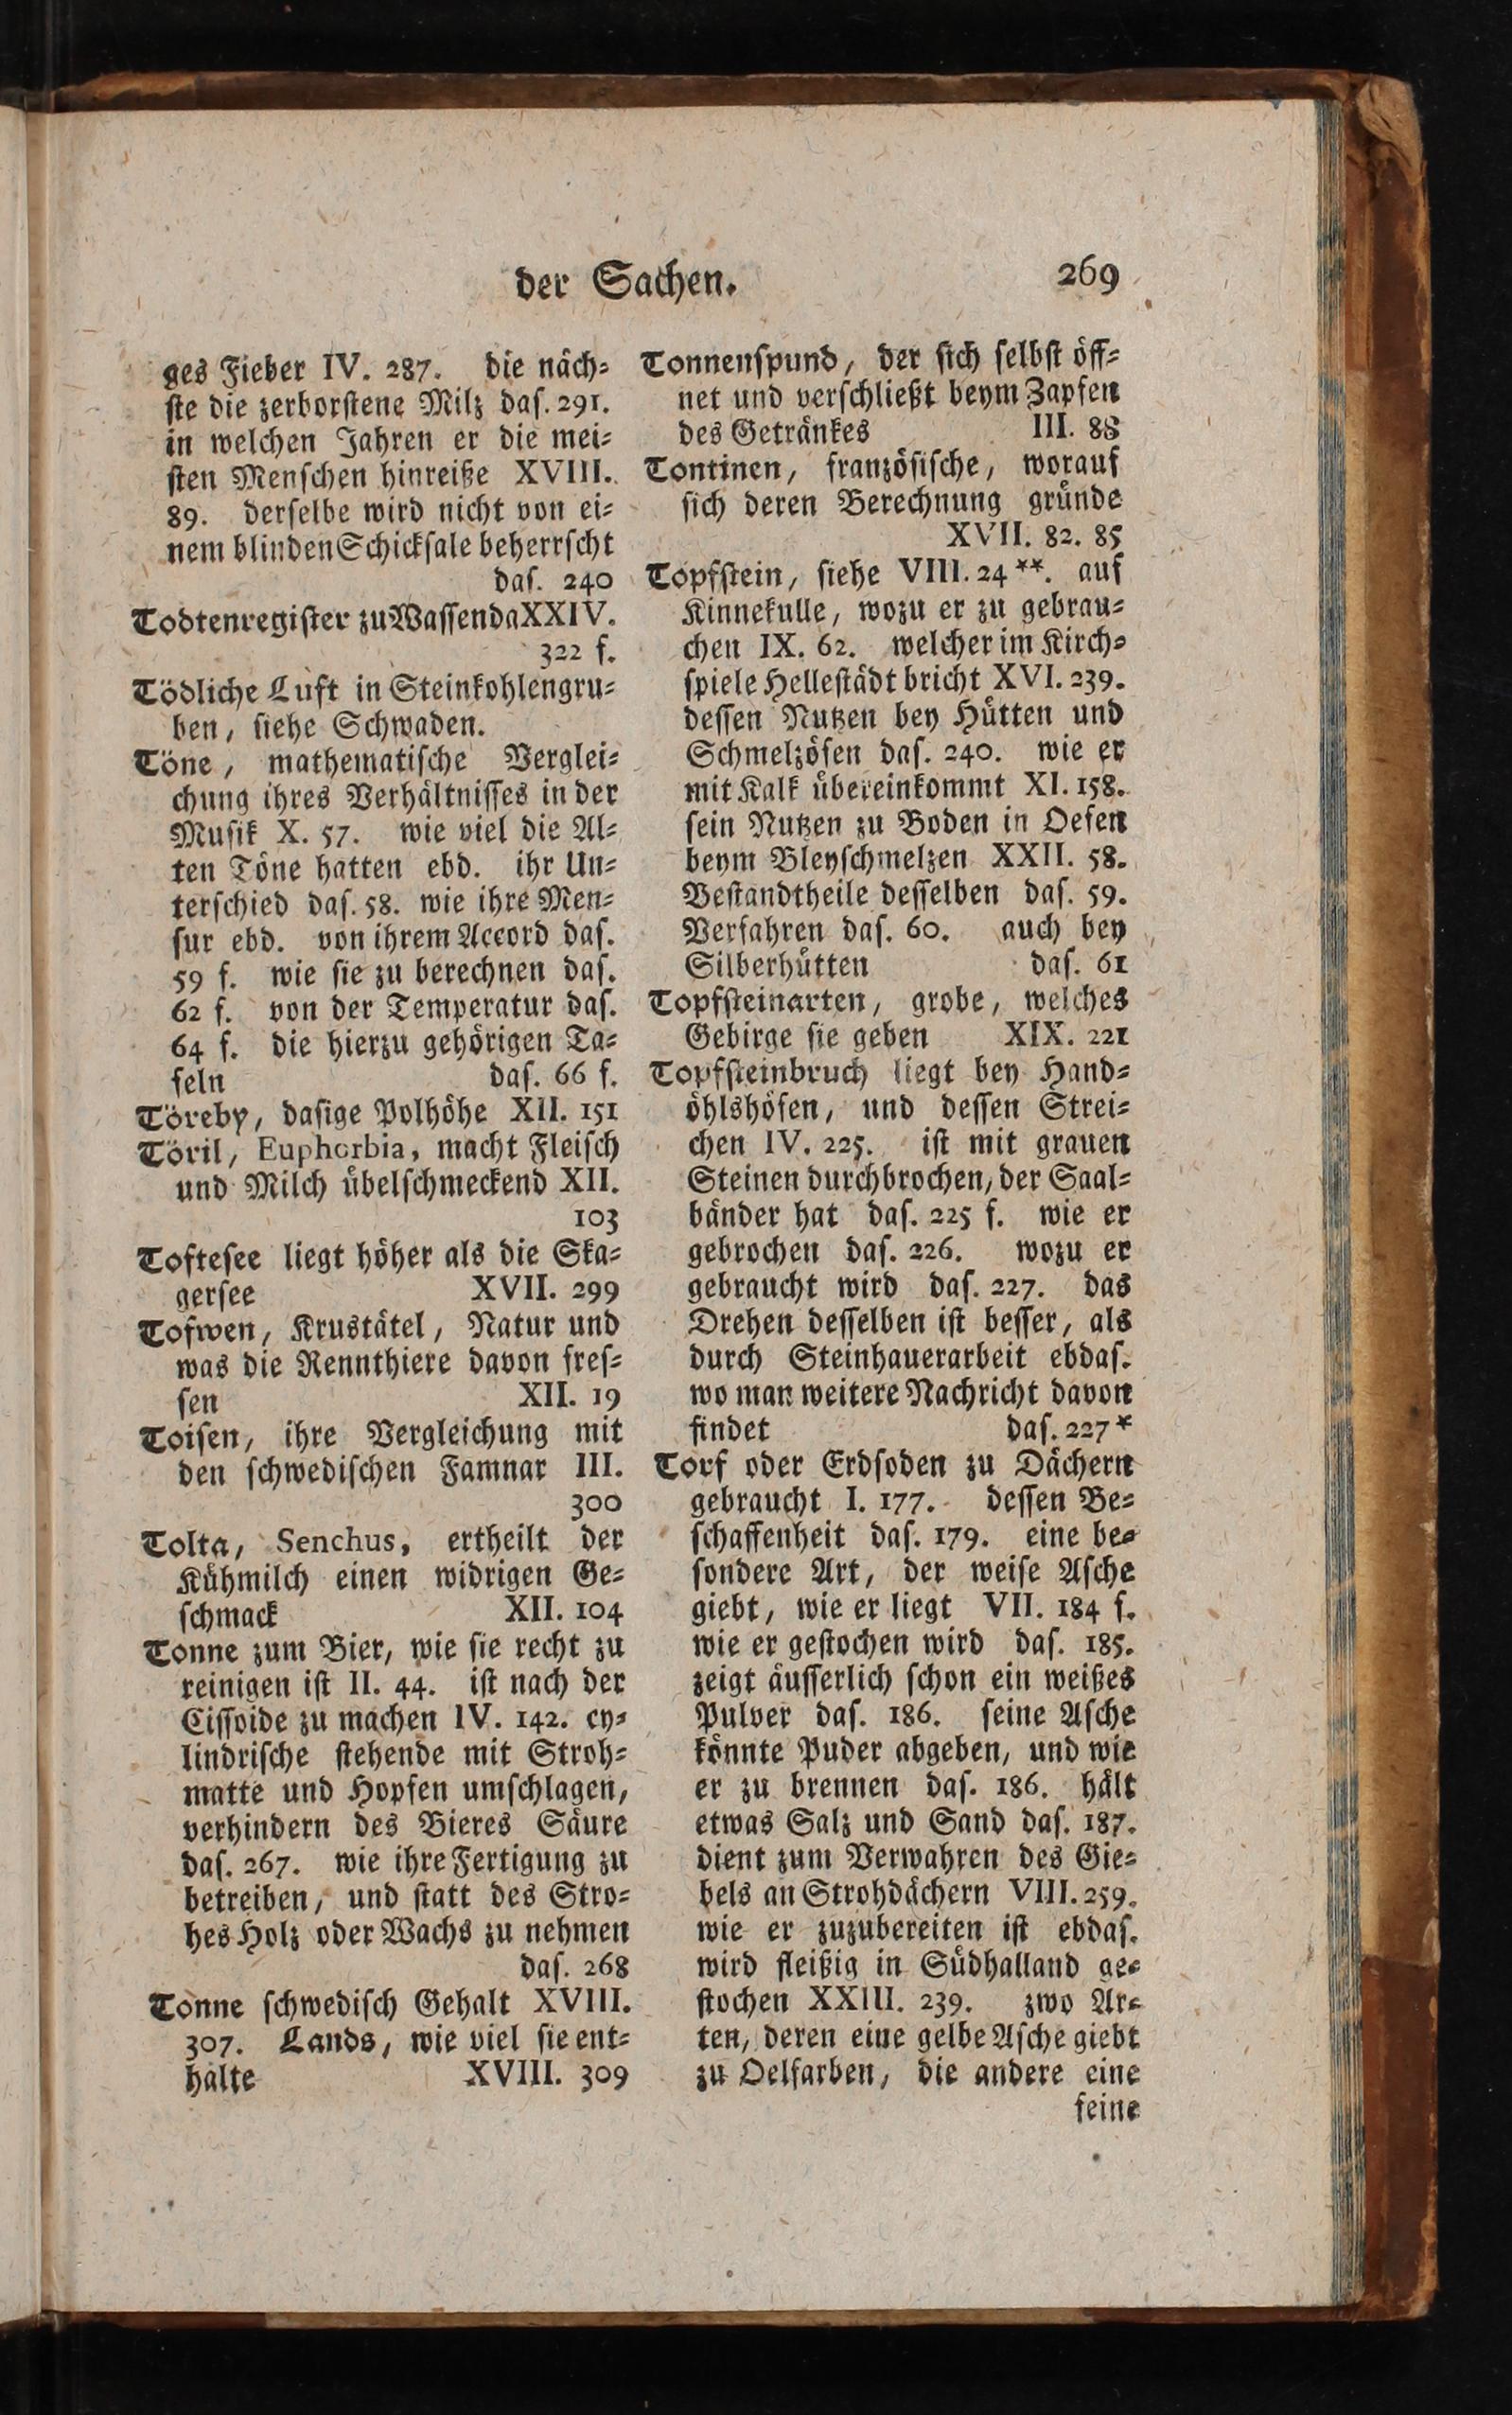 der Sachen.
269
ges Fieber IV. 287. die näch⸗
ſte die zerborſtene Milz daſ. 291.
in welchen Jahren er die mei⸗
ſten Menſchen hinreiße XVIII.
89. derſelbe wird nicht von ei⸗
nem blinden Schickſale beherrſcht
daſ. 240
Todtenregiſter zu Waſſenda XXIV.
322 f.
Tödliche Luft in Steinkohlengru⸗
ben, ſiehe Schwaden.
Töne, mathematiſche Verglei⸗
chung ihres Verhältniſſes in der
Muſik X. 57. wie viel die Al⸗
ten Töne hatten ebd. ihr Un⸗
terſchied daſ. 58. wie ihre Men⸗
ſur ebd. von ihrem Accord daſ.
59 f. wie ſie zu berechnen daſ.
62 f. von der Temperatur daſ.
64 f. die hierzu gehörigen Ta⸗
feln daſ. 66 f.
Töreby, daſige Polhöhe XII. 151
Töril, Euphorbia, macht Fleiſch
und Milch übelſchmeckend XII.
103
Tofteſee liegt höher als die Ska⸗
gerſee XVII. 299
Tofwen, Krustätel, Natur und
was die Rennthiere davon freſ⸗
ſen XII. 19
Toiſen, ihre Vergleichung mit
den ſchwediſchen Famnar III.
300
Tolta, Senchus, ertheilt der
Kühmilch einen widrigen Ge⸗
ſchmack XII. 104
Tonne zum Bier, wie ſie recht zu
reinigen iſt II. 44. iſt nach der
Ciſſoide zu machen IV. 142. cy⸗
lindriſche ſtehende mit Stroh⸗
matte und Hopfen umſchlagen,
verhindern des Bieres Säure
daſ. 267. wie ihre Fertigung zu
betreiben, und ſtatt des Stro⸗
hes Holz oder Wachs zu nehmen
daſ. 268
Tonne ſchwediſch Gehalt XVIII.
307. Lands, wie viel ſie ent⸗
halte XVIII. 309
Tonnenſpund, der ſich ſelbſt öff⸗
net und verſchließt beym Zapfen
des Getränkes III. 88
Tontinen, franzöſiſche, worauf
ſich deren Berechnung gründe
XVII. 82. 85
Topfſtein, ſiehe VIII. 24 **. auf
Kinnekulle, wozu er zu gebrau⸗
chen IX. 62. welcher im Kirch⸗
ſpiele Helleſtädt bricht XVI. 239.
deſſen Nutzen bey Hütten und
Schmelzöfen daſ. 240. wie er
mit Kalk übereinkommt XI. 158.
ſein Nutzen zu Boden in Oefen
beym Bleyſchmelzen XXII. 58.
Beſtandtheile deſſelben daſ. 59.
Verfahren daſ. 60. auch bey
Silberhütten daſ. 61
Topfſteinarten, grobe, welches
Gebirge ſie geben XIX. 221
Topfſteinbruch liegt bey Hand⸗
öhlshöfen, und deſſen Strei⸗
chen IV. 225. iſt mit grauen
Steinen durchbrochen, der Saal⸗
bänder hat daſ. 225 f. wie er
gebrochen daſ. 226. wozu er
gebraucht wird daſ. 227. das
Drehen deſſelben iſt beſſer, als
durch Steinhauerarbeit ebdaſ.
wo man weitere Nachricht davon
findet daſ. 227 *
Torf oder Erdſoden zu Dächern
gebraucht I. 177. deſſen Be⸗
ſchaffenheit daſ. 179. eine be⸗
ſondere Art, der weiſe Aſche
giebt, wie er liegt VII. 184 f.
wie er geſtochen wird daſ. 185.
zeigt äuſſerlich ſchon ein weißes
Pulver daſ. 186. ſeine Aſche
könnte Puder abgeben, und wie
er zu brennen daſ. 186. hält
etwas Salz und Sand daſ. 187.
dient zum Verwahren des Gie⸗
bels an Strohdächern VIII. 259.
wie er zuzubereiten iſt ebdaſ.
wird fleißig in Südhalland ge⸗
ſtochen XXIII. 239. zwo Ar⸗
ten, deren eine gelbe Aſche giebt
zu Oelfarben, die andere eine
feine